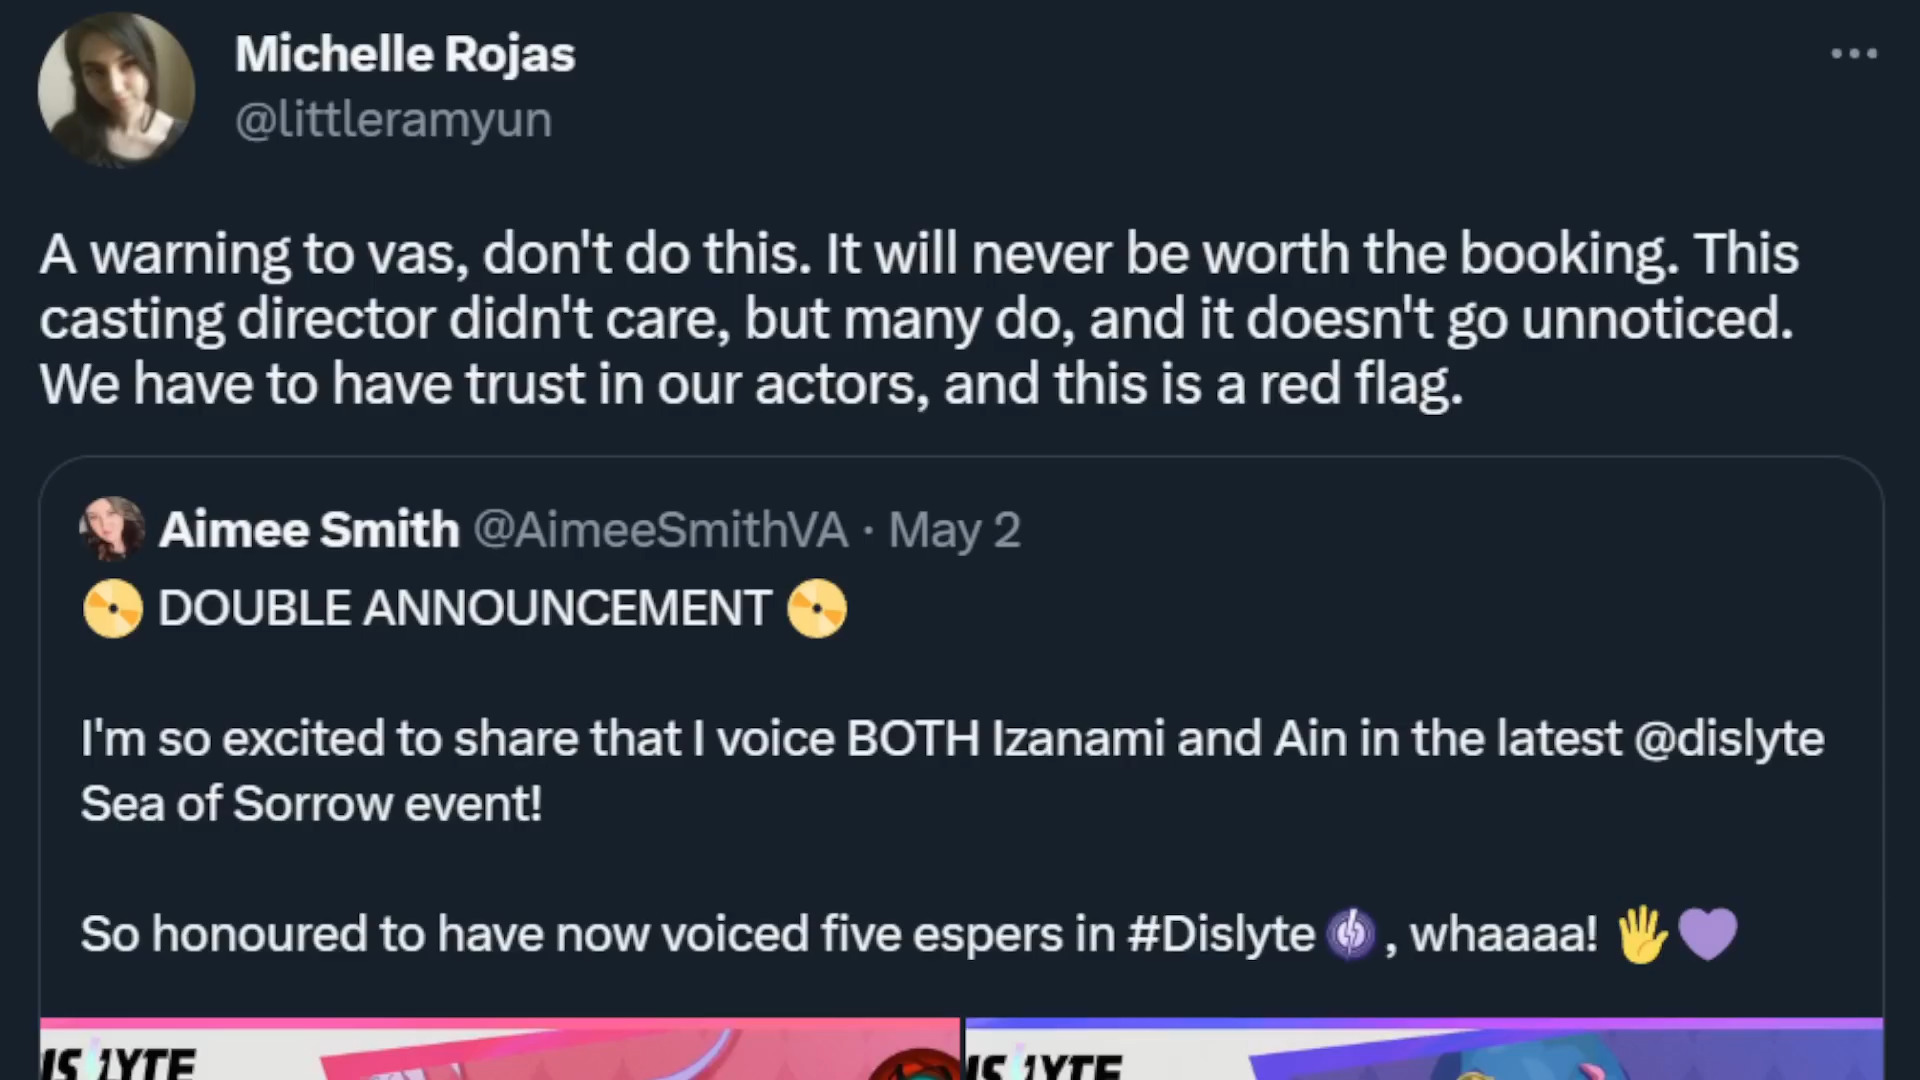 Michelle Rojas
@littleramyun
A warning to vas, don't do this. It will never be worth the booking. This
casting director didn't care, but many do, and it doesn't go unnoticed.
We have to have trust in our actors, and this is a red flag.
Aimee Smith @AimeeSmithVA · May 2
DOUBLE ANNOUNCEMENT
I'm so excited to share that I voice BOTH Izanami and Ain in the latest @dislyte
Sea of Sorrow event!
So honoured to have now voiced five espers in #Dislyte , whaaaa!
ISLYTE
ISLYTE